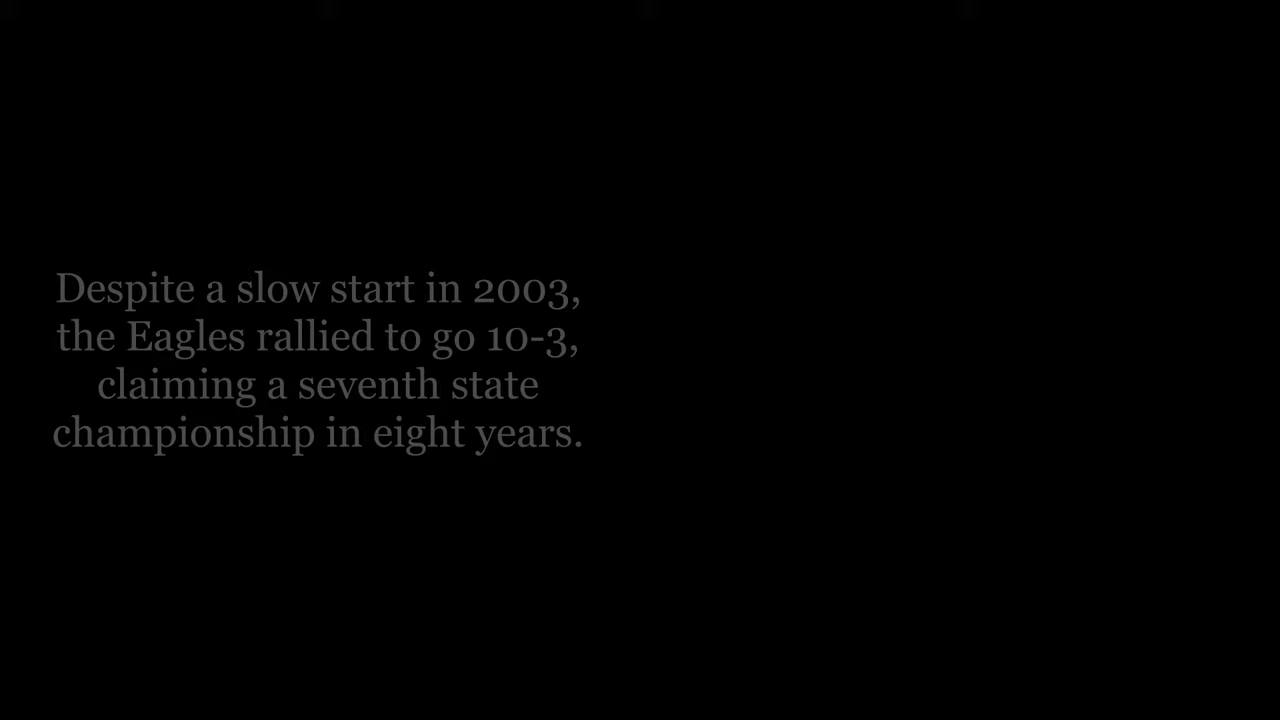 Despite a slow start in 2003,
the Eagles rallied to go 10-3,
claiming a seventh state
championship in eight years.